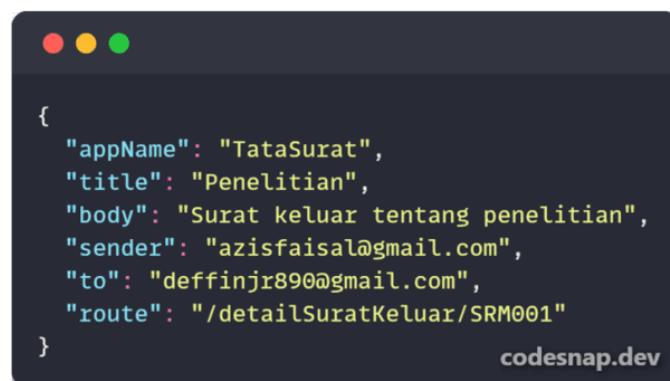 {
"appName": "TataSurat",
"title": "Penelitian",
"body": "Surat keluar tentang penelitian",
"sender": "azisfaisal@gmail.com",
"to": "deffinjr890@gmail.com",
"route": "/detailSuratKeluar/SRM001"
}
codesnap.dev